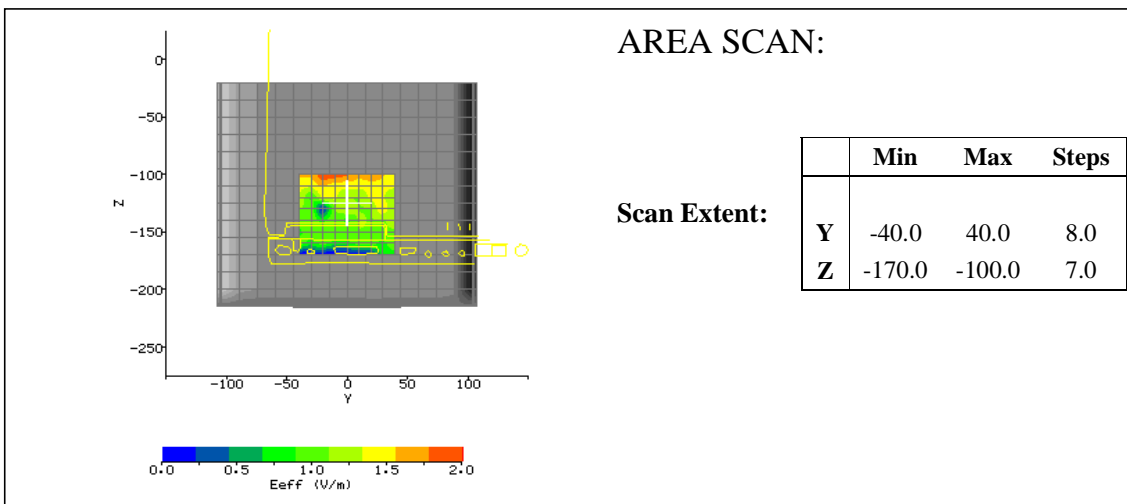 AREA SCAN:
Min Max Steps
Scan Extent:
Y -40.0 40.0 8.0
Z -170.0 -100.0 7.0
0
-50
-100
-150
-200
-250
Z
-100 -50 0 50 100
Y
0.0 0.5 1.0 1.5 2.0
Eeff (V/m)